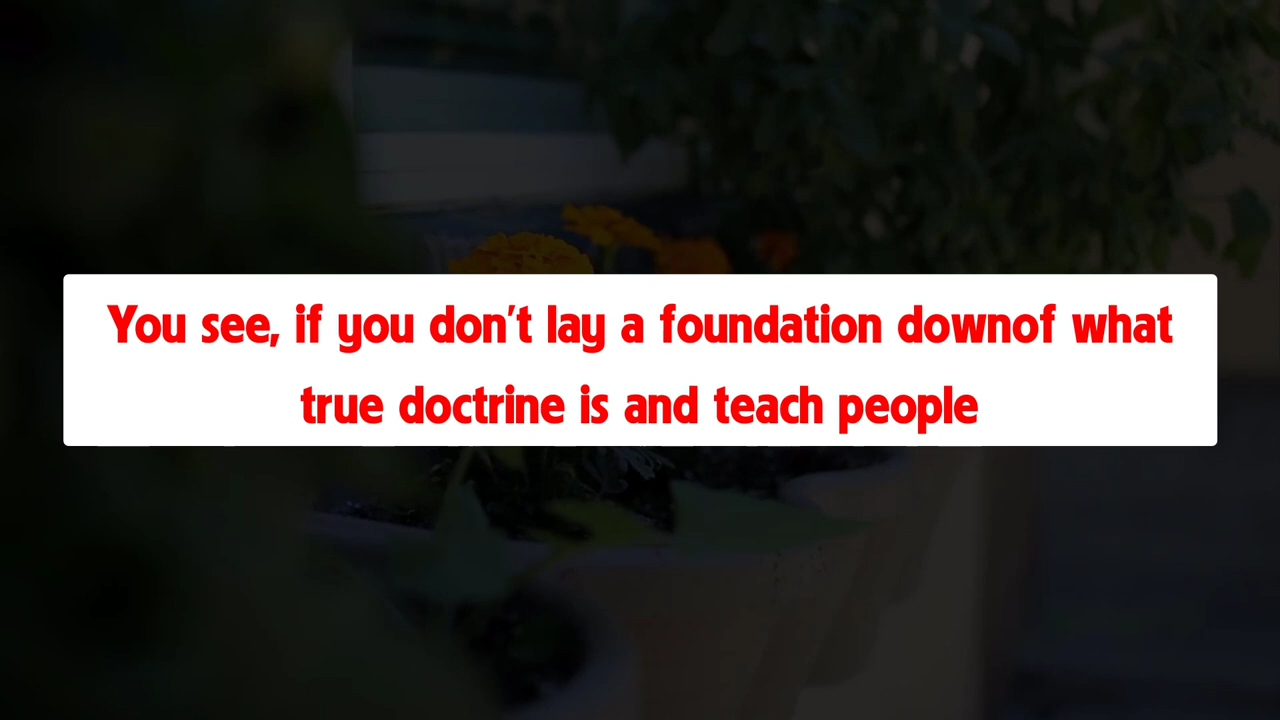 You see, if you don't lay a foundation downof what
true doctrine is and teach people